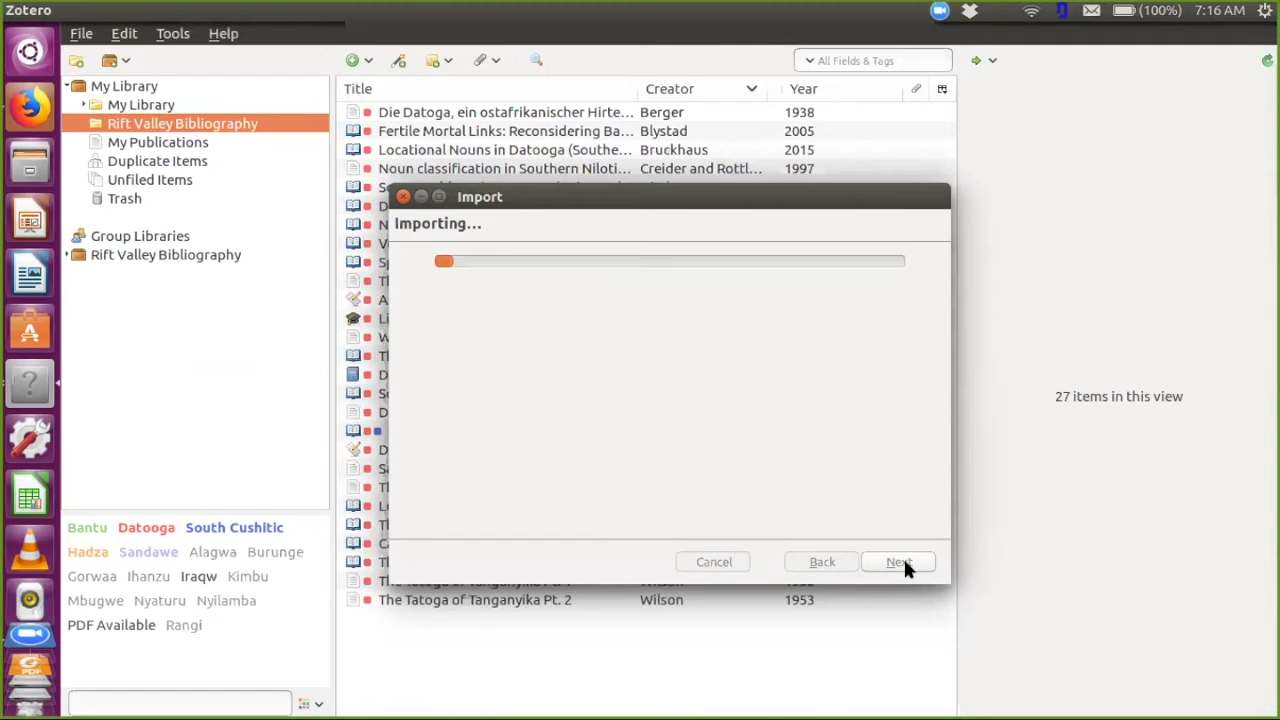 Zotero
(100%) 7:16 AM
File Edit Tools Help
All Fields & Tags
My Library
My Library
Rift Valley Bibliography
My Publications
Duplicate Items
Unfiled Items
Trash
Group Libraries
Rift Valley Bibliography
Title Creator Year
Die Datoga, ein ostafrikanischer Hirte... Berger 1938
Fertile Mortal Links: Reconsidering Ba... Blystad 2005
Locational Nouns in Datooga (Southe... Bruckhaus 2015
Noun classification in Southern Niloti... Creider and Rottl... 1997
Import
Importing...
Cancel Back Next
The Tatoga of Tanganyika Pt. 2 Wilson 1953
27 items in this view
Bantu Datooga South Cushitic
Hadza Sandawe Alagwa Burunge
Gorwaa Ihanzu Iraqw Kimbu
Mbugwe Nyaturu Nyilamba
PDF Available Rangi
PDF